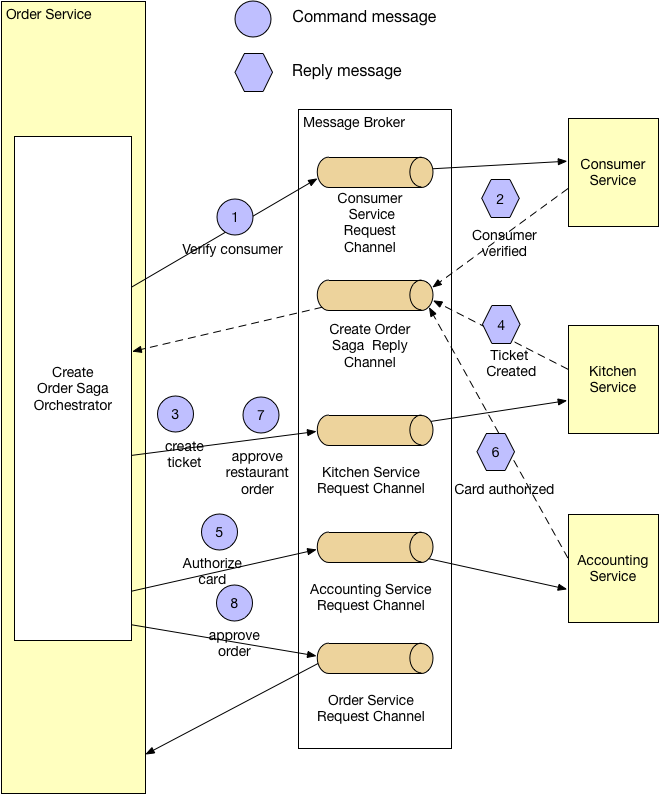 Order Service
Command message
Reply message
Message Broker
Consumer
Service
Request
Channel
Consumer
Service
1
Verify consumer
2
Consumer
verified
Create Order
Saga Reply
Channel
4
Ticket
Created
Kitchen
Service
Create
Order Saga
Orchestrator
3
create
ticket
7
approve
restaurant
order
Kitchen Service
Request Channel
6
Card authorized
5
Authorize
card
Accounting Service
Request Channel
Accounting
Service
8
approve
order
Order Service
Request Channel